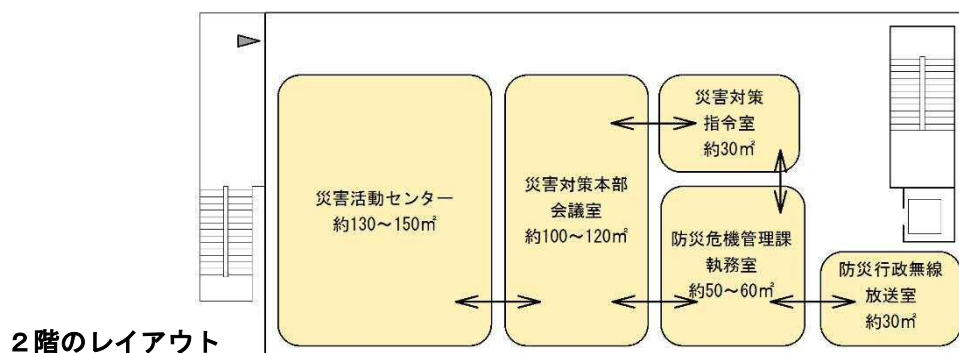 災害活動センター
約130～150㎡
災害対策本部
会議室
約100～120㎡
災害対策
指令室
約30㎡
防災危機管理課
執務室
約50～60㎡
防災行政無線
放送室
約30㎡
２階のレイアウト